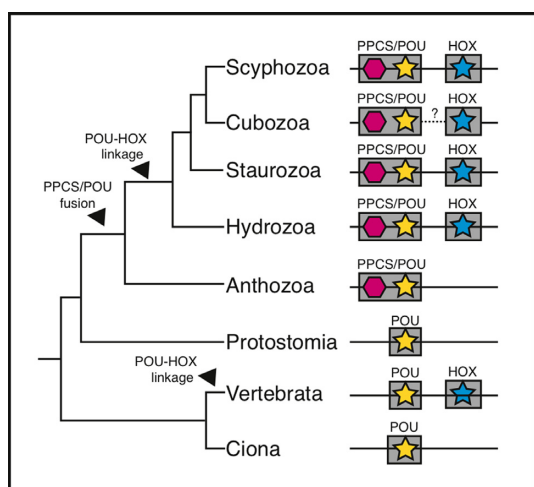 PPCS/POU HOX
Scyphozoa
PPCS/POU ? HOX
Cubozoa
POU-HOX
linkage
PPCS/POU HOX
Staurozoa
PPCS/POU
fusion
PPCS/POU HOX
Hydrozoa
PPCS/POU
Anthozoa
POU
Protostomia
POU-HOX
linkage
POU HOX
Vertebrata
POU
Ciona